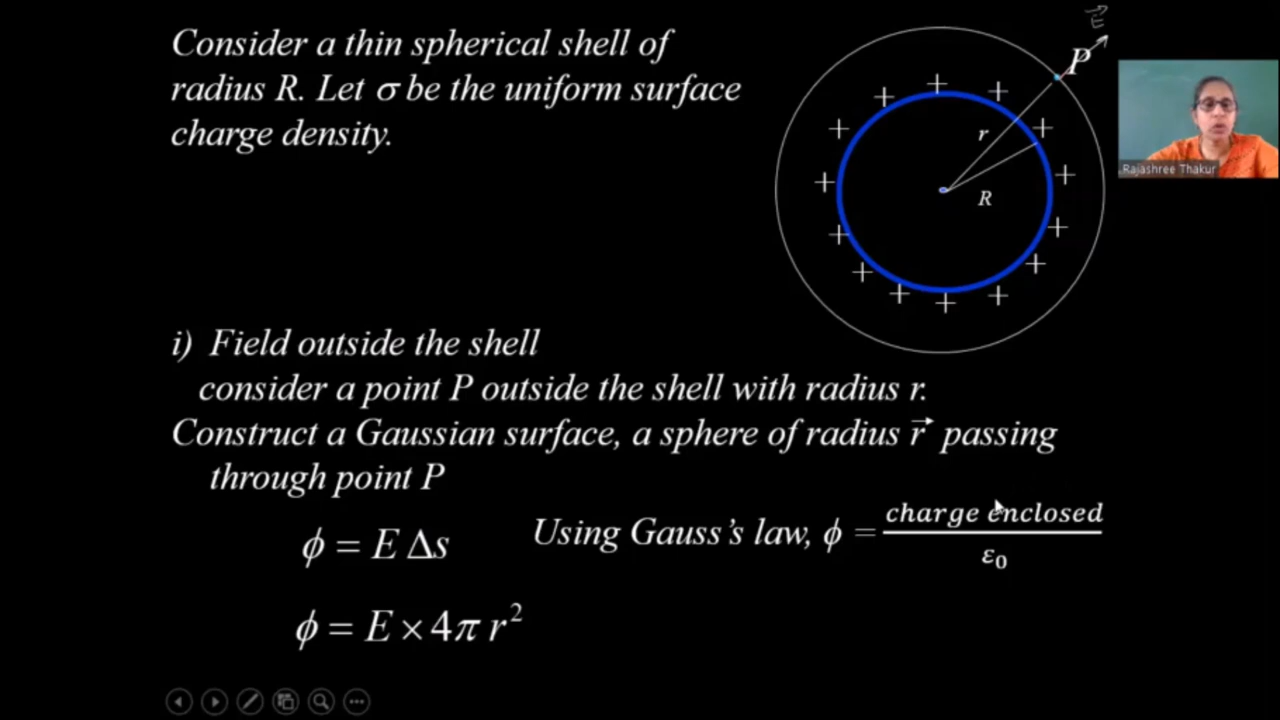 Consider a thin spherical shell of
radius R. Let σ be the uniform surface
charge density.
E⃗
P
r
R
+ + + + + + + + + + + + + + +
Rajashree Thakur
i) Field outside the shell
consider a point P outside the shell with radius r.
Construct a Gaussian surface, a sphere of radius r⃗ passing
through point P
ϕ = E Δs
Using Gauss’s law, ϕ = charge enclosed / ε₀
ϕ = E × 4π r²